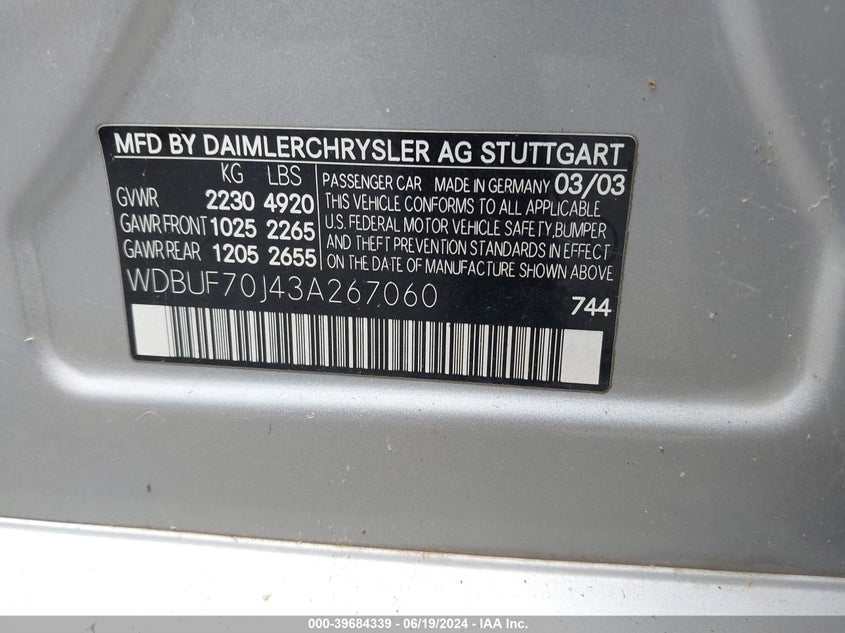 MFD BY DAIMLERCHRYSLER AG STUTTGART
KG LBS
GVWR 2230 4920
GAWR FRONT 1025 2265
GAWR REAR 1205 2655
PASSENGER CAR MADE IN GERMANY 03/03
THIS VEHICLE CONFORMS TO ALL APPLICABLE
U.S. FEDERAL MOTOR VEHICLE SAFETY,BUMPER
AND THEFT PREVENTION STANDARDS IN EFFECT
ON THE DATE OF MANUFACTURE SHOWN ABOVE
WDBUF70J43A267060
744
000-39684339 - 06/19/2024 - IAA Inc.